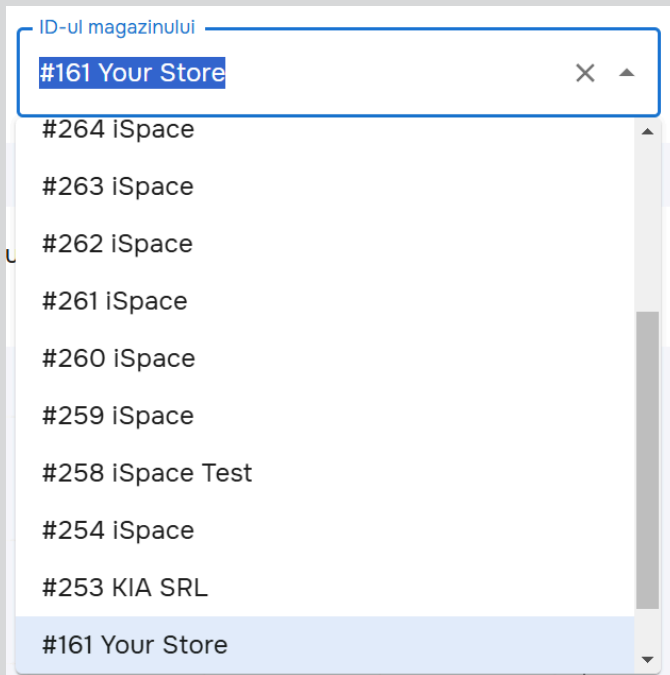 ID-ul magazinului
#161 Your Store
#264 iSpace
#263 iSpace
#262 iSpace
#261 iSpace
#260 iSpace
#259 iSpace
#258 iSpace Test
#254 iSpace
#253 KIA SRL
#161 Your Store